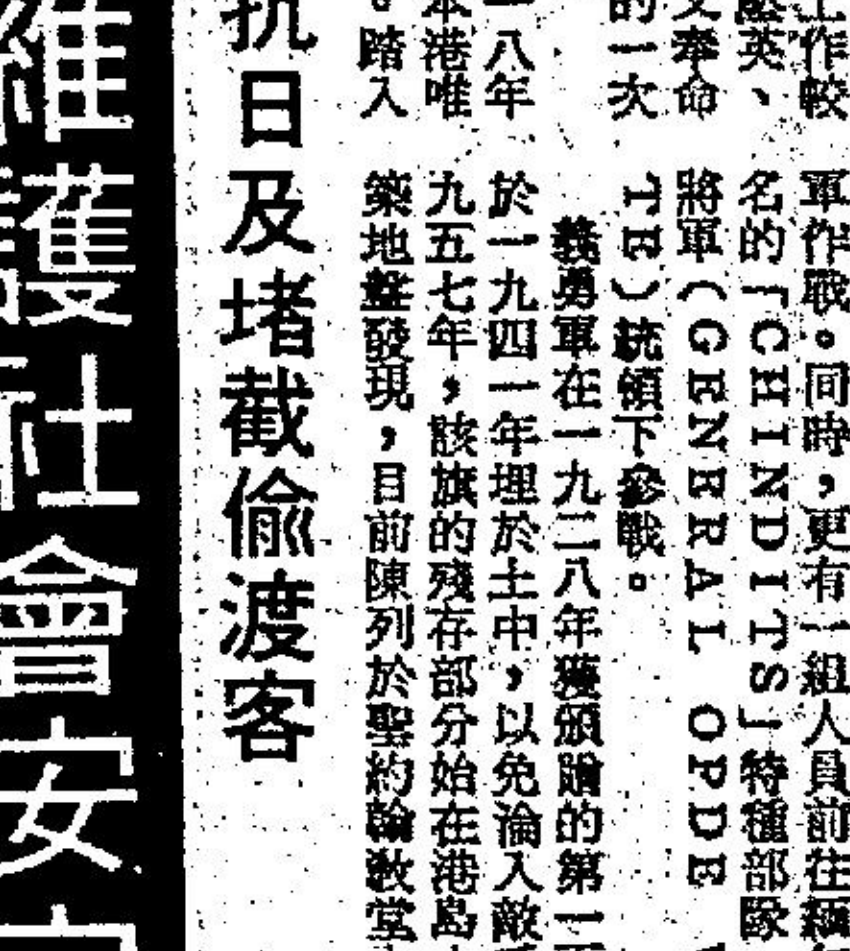 作較
英、
奉命
的一次
八年
本港唯
。踏入
軍作戰。同時，更有一組人員前往緬
名的「CHINDITS」特種部隊
將軍（GENERAL OPDE
TE）統領下參戰。
義勇軍在一九二八年獲頒贈的第一
於一九四一年埋於土中，以免淪入敵
九五七年，該旗的殘存部分始在港島
築地盤發現，目前陳列於聖約翰教堂
抗日及堵截偷渡客
維護社會安